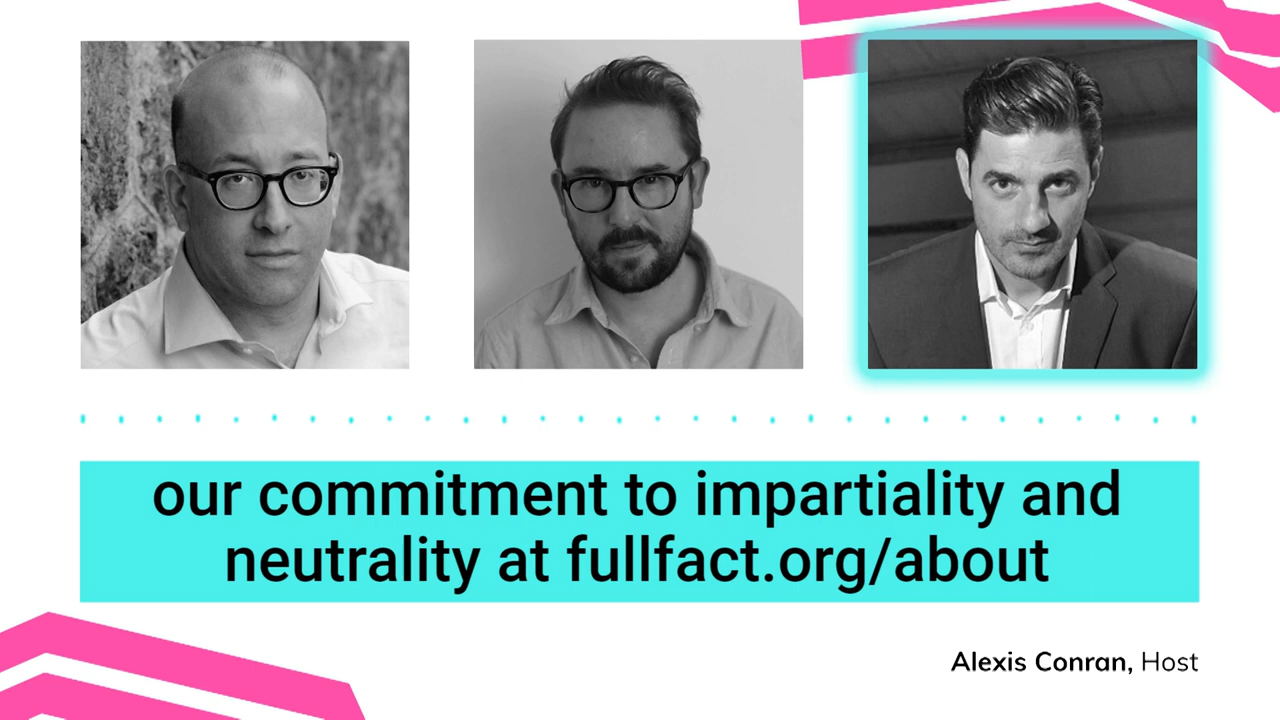 our commitment to impartiality and
neutrality at fullfact.org/about
Alexis Conran, Host